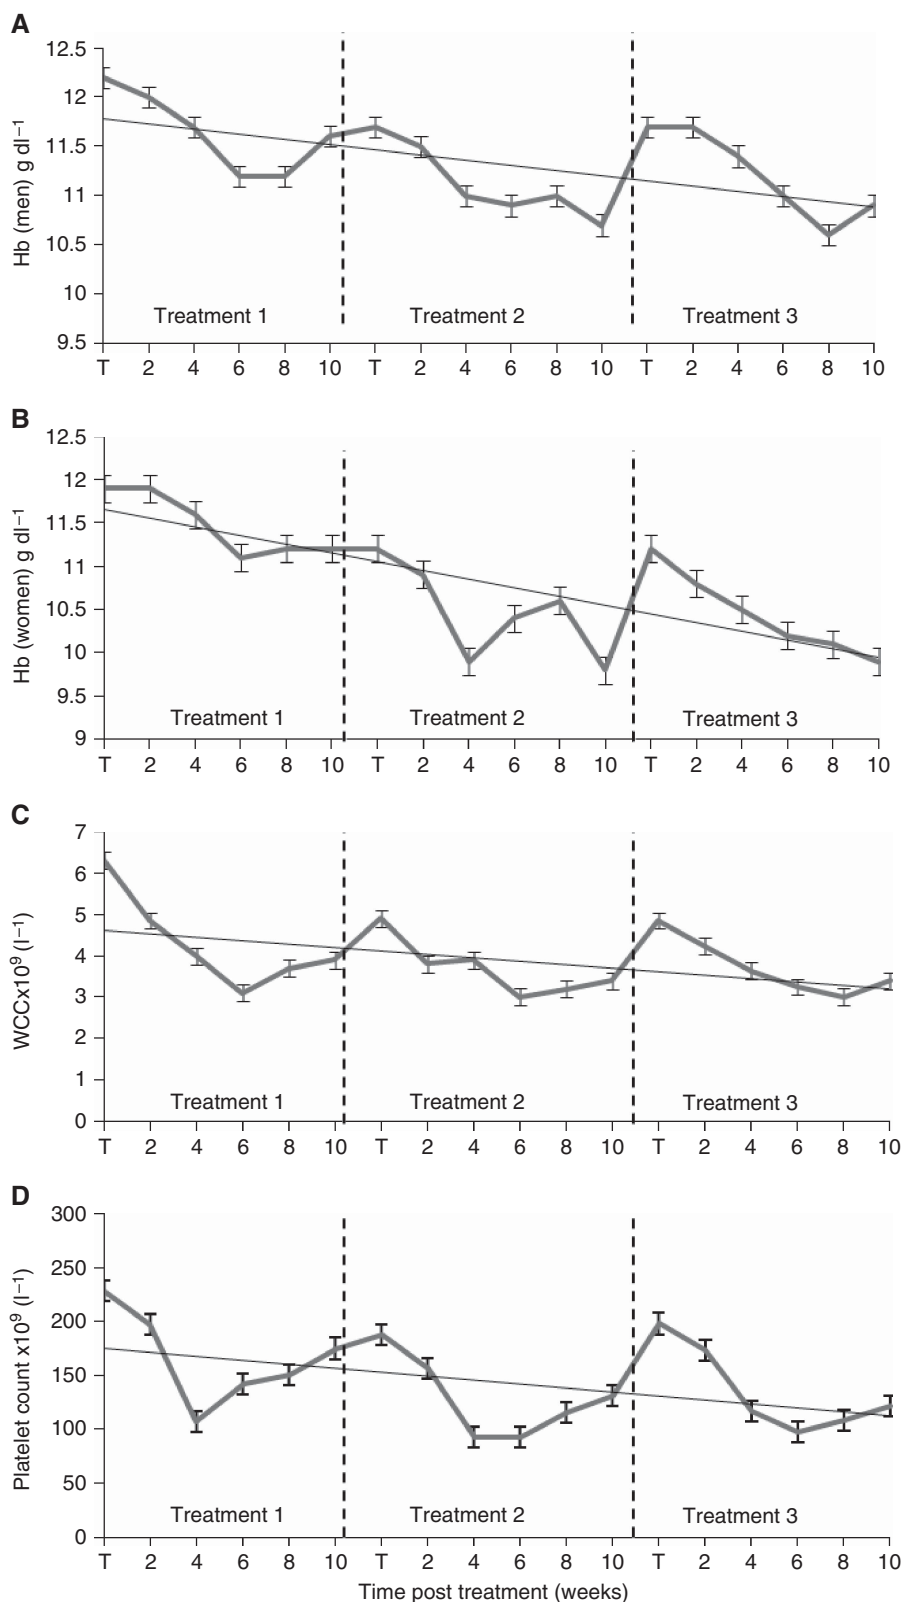 A
Hb (men) g dl⁻¹
12.5
12
11.5
11
10.5
10
9.5
Treatment 1 Treatment 2 Treatment 3
T 2 4 6 8 10 T 2 4 6 8 10 T 2 4 6 8 10
B
Hb (women) g dl⁻¹
12.5
12
11.5
11
10.5
10
9.5
9
Treatment 1 Treatment 2 Treatment 3
T 2 4 6 8 10 T 2 4 6 8 10 T 2 4 6 8 10
C
WCCx10⁹ (l⁻¹)
7
6
5
4
3
2
1
0
Treatment 1 Treatment 2 Treatment 3
T 2 4 6 8 10 T 2 4 6 8 10 T 2 4 6 8 10
D
Platelet count x10⁹ (l⁻¹)
300
250
200
150
100
50
0
Treatment 1 Treatment 2 Treatment 3
T 2 4 6 8 10 T 2 4 6 8 10 T 2 4 6 8 10
Time post treatment (weeks)